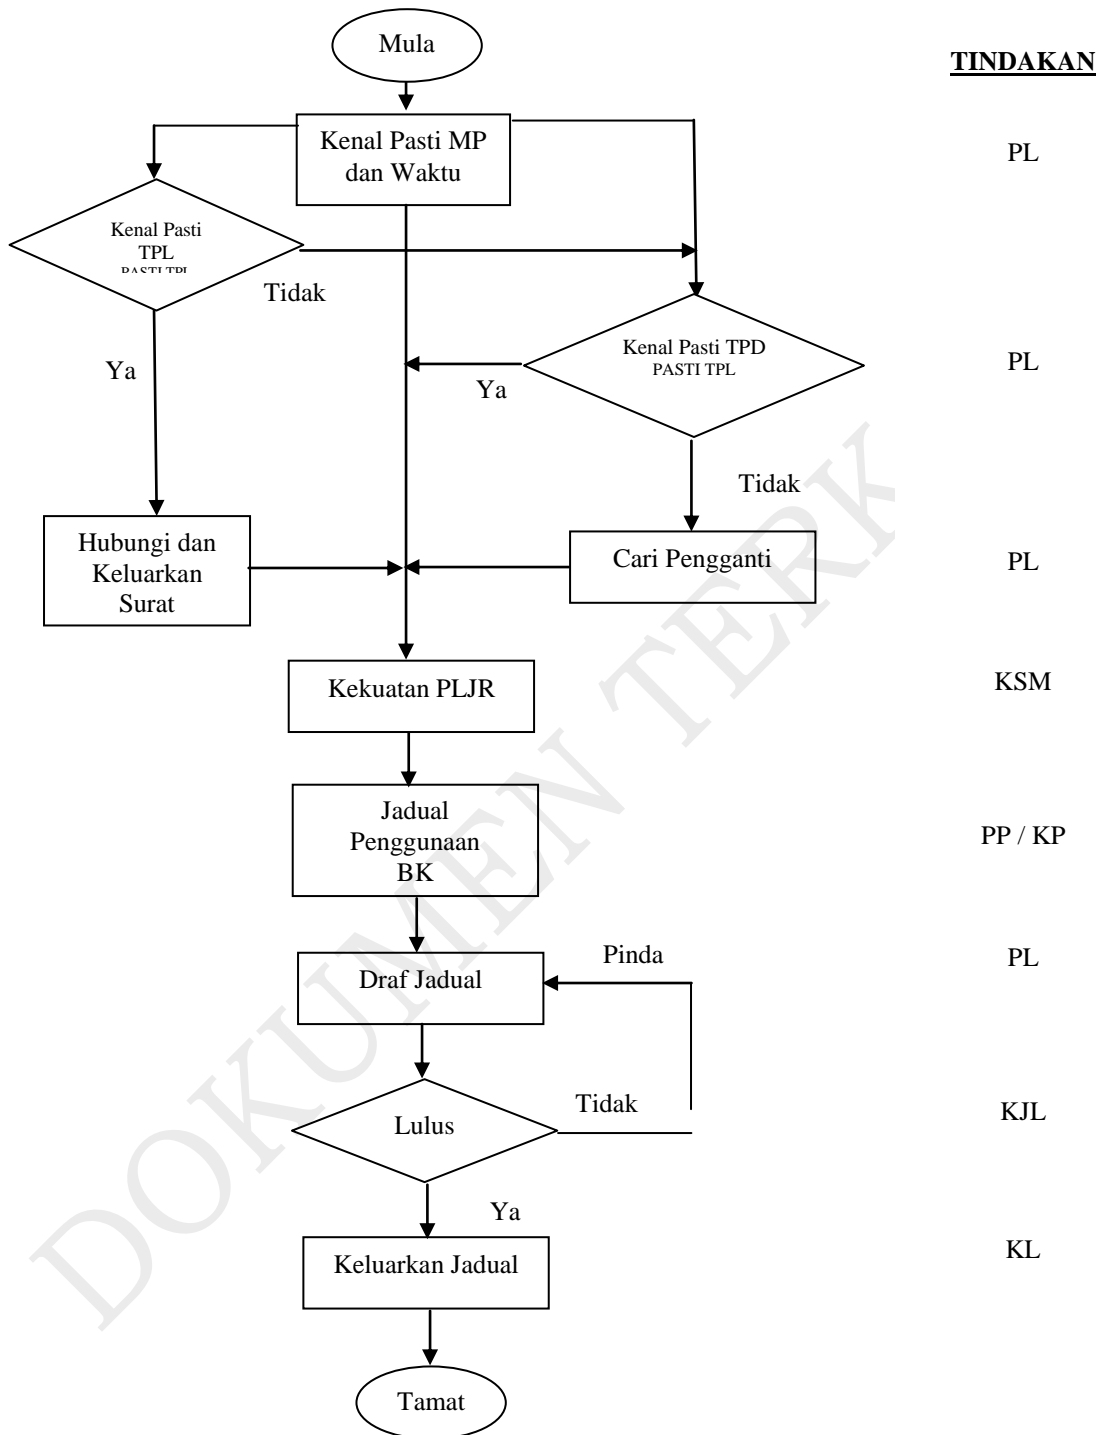 Mula
TINDAKAN
Kenal Pasti MP
dan Waktu
PL
Kenal Pasti
TPL
PASTI TPL
Tidak
Ya
Kenal Pasti TPD
PASTI TPL
Ya
PL
Tidak
Hubungi dan
Keluarkan
Surat
Cari Pengganti
PL
Kekuatan PLJR
KSM
Jadual
Penggunaan
BK
PP / KP
Draf Jadual
Pinda
PL
Lulus
Tidak
KJL
Ya
Keluarkan Jadual
KL
Tamat
DOKUMEN TERK